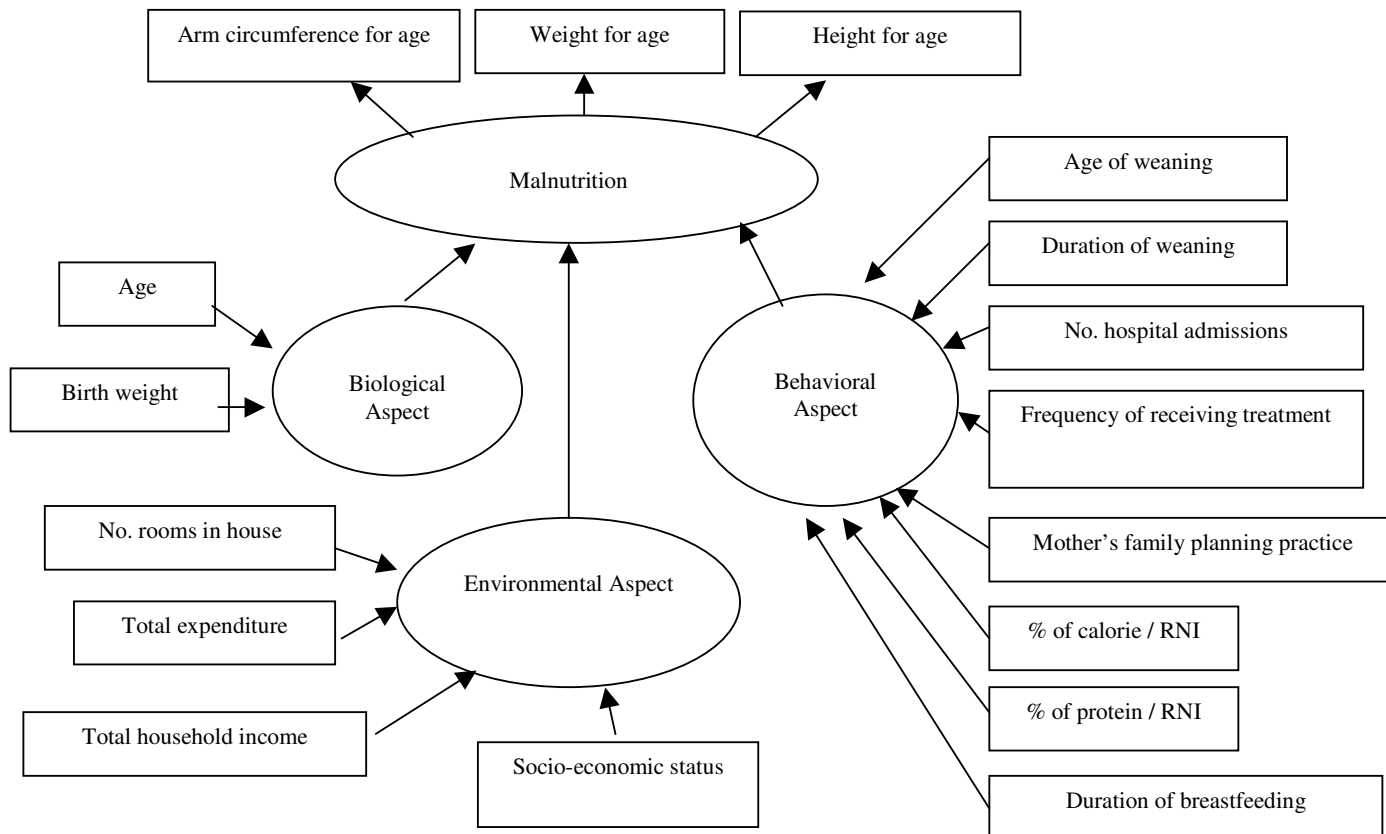 Arm circumference for age
Weight for age
Height for age
Malnutrition
Age of weaning
Duration of weaning
No. hospital admissions
Frequency of receiving treatment
Mother's family planning practice
% of calorie / RNI
% of protein / RNI
Duration of breastfeeding
Behavioral
Aspect
Age
Birth weight
Biological
Aspect
No. rooms in house
Total expenditure
Total household income
Socio-economic status
Environmental Aspect